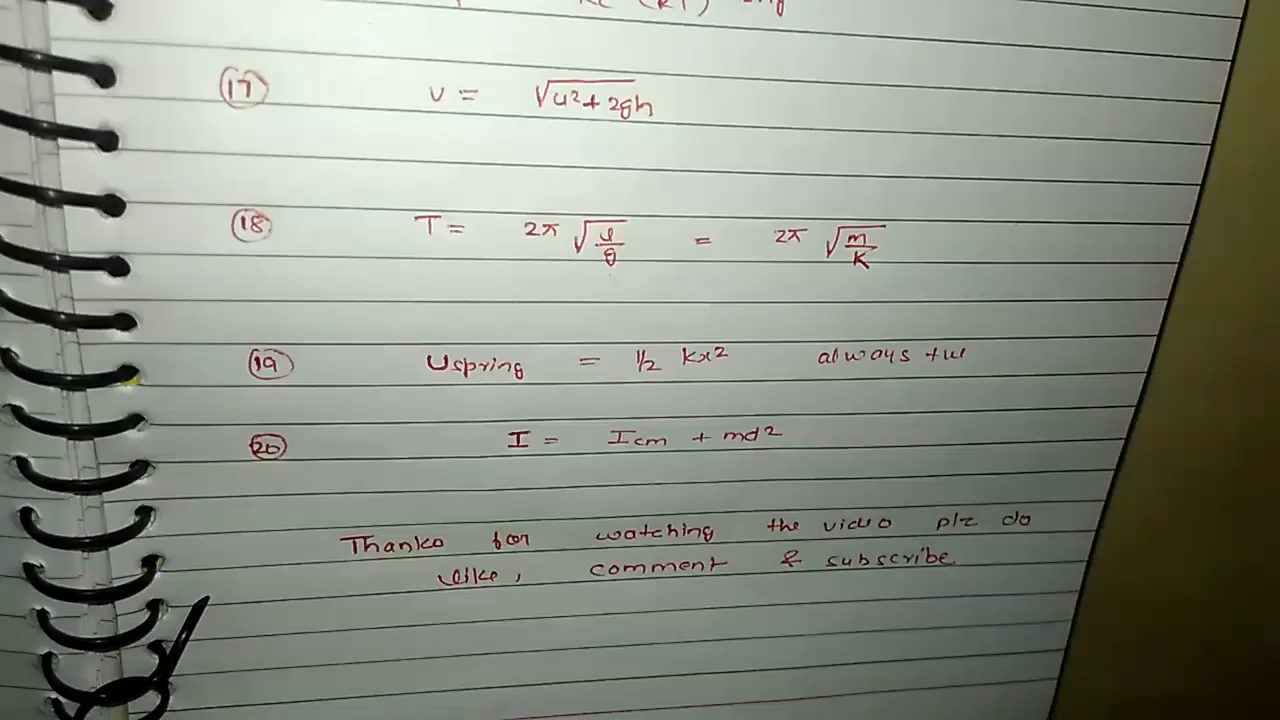 (17) v = √u²+2gh
(18) T = 2π √l/g = 2π √m/K
(19) Uspring = 1/2 kx² always +ve
(20) I = Icm + md²
Thanks for watching the video plz do
like, comment & subscribe